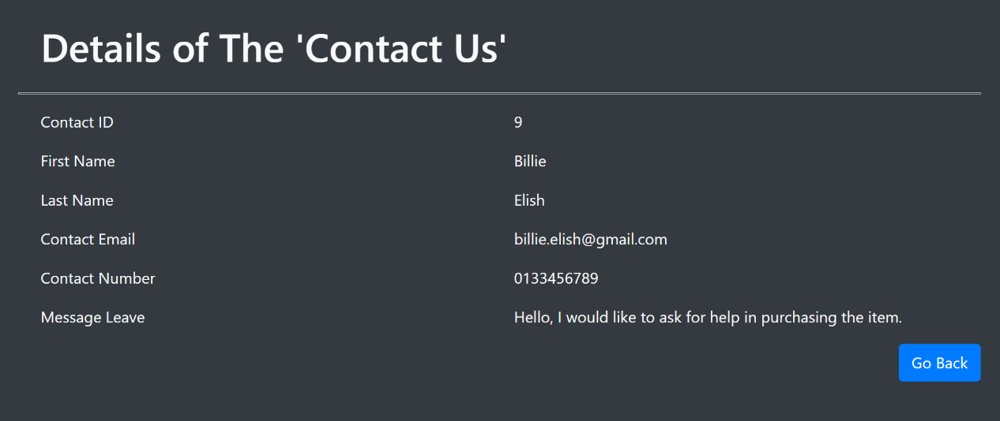 Details of The 'Contact Us'
Contact ID 9
First Name Billie
Last Name Elish
Contact Email billie.elish@gmail.com
Contact Number 0133456789
Message Leave Hello, I would like to ask for help in purchasing the item.
Go Back